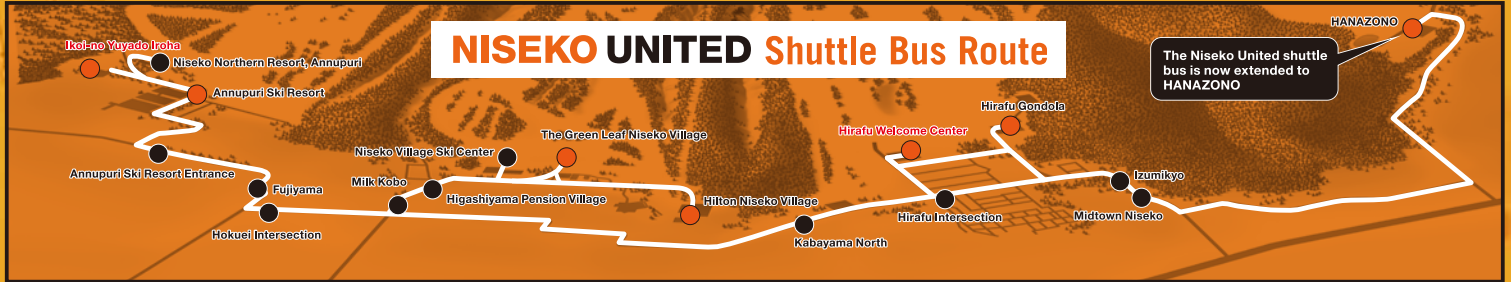 NISEKO UNITED Shuttle Bus Route
HANAZONO
The Niseko United shuttle
bus is now extended to
HANAZONO
Ikoi-no Yuyado Iroha
Niseko Northern Resort, Annupuri
Annupuri Ski Resort
Annupuri Ski Resort Entrance
Fujiyama
Hokuei Intersection
Milk Kobo
Niseko Village Ski Center
The Green Leaf Niseko Village
Higashiyama Pension Village
Hilton Niseko Village
Kabayama North
Hirafu Welcome Center
Hirafu Gondola
Hirafu Intersection
Izumikyo
Midtown Niseko